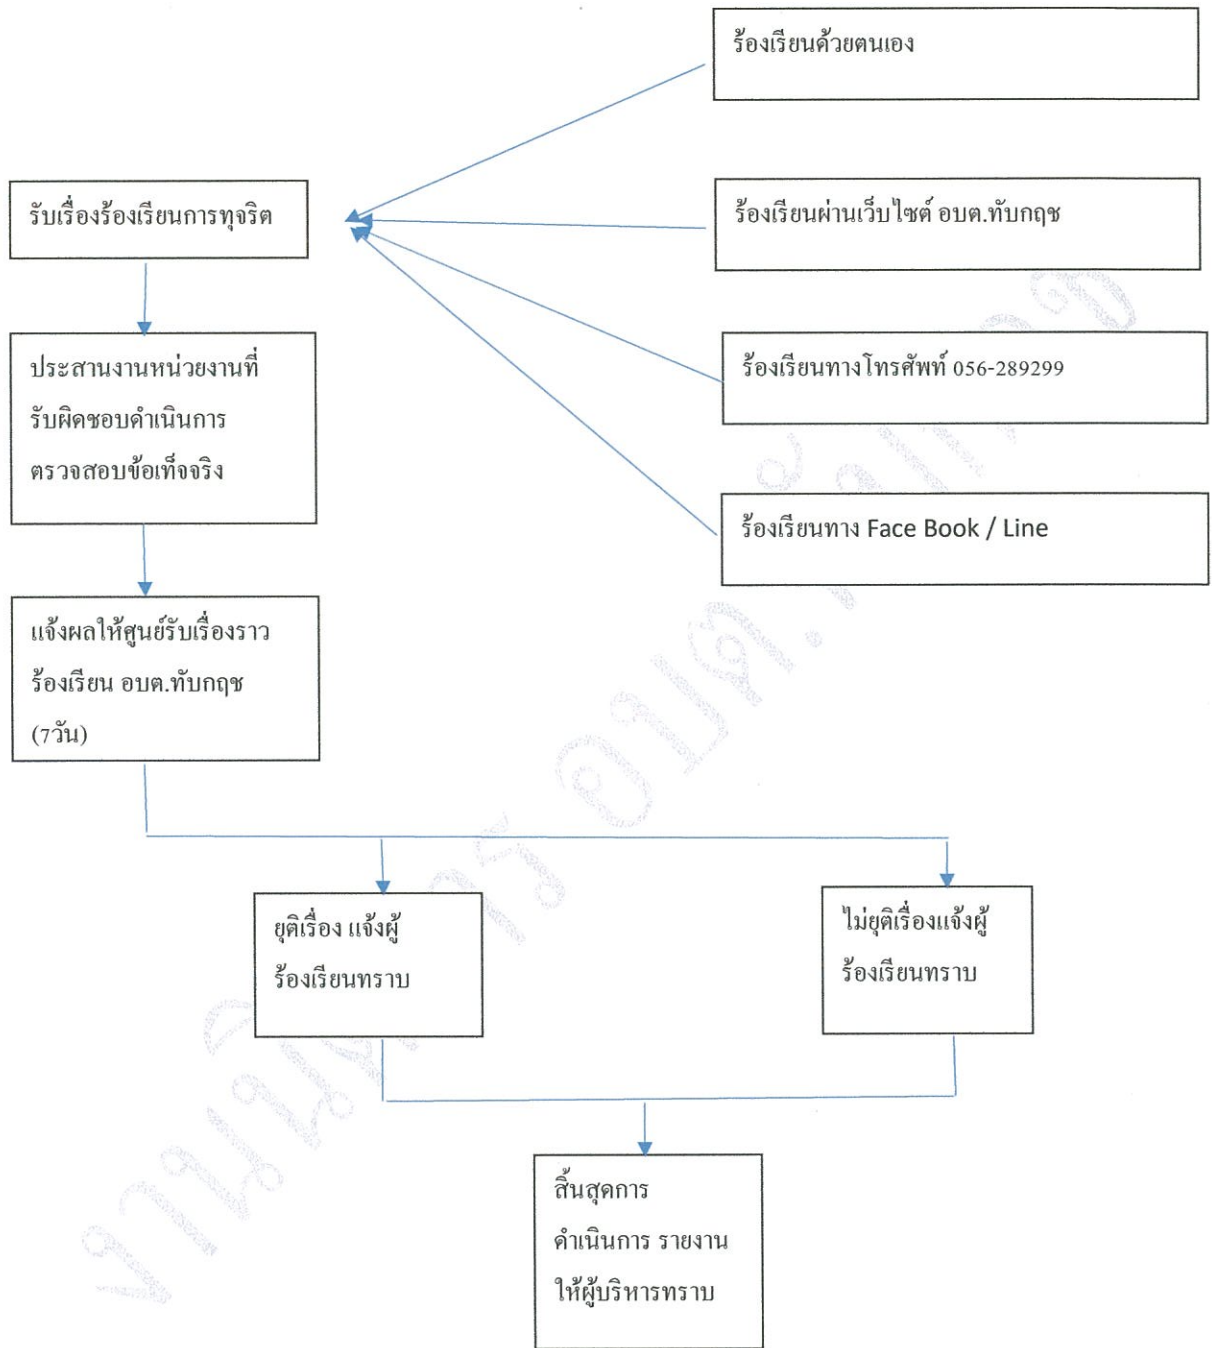 ร้องเรียนด้วยตนเอง
รับเรื่องร้องเรียนการทุจริต
ร้องเรียนผ่านเว็บไซต์ อบต.ทับกฤช
ประสานงานหน่วยงานที่
รับผิดชอบดำเนินการ
ตรวจสอบข้อเท็จจริง
ร้องเรียนทางโทรศัพท์ 056-289299
ร้องเรียนทาง Face Book / Line
แจ้งผลให้ศูนย์รับเรื่องราว
ร้องเรียน อบต.ทับกฤช
(7วัน)
ยุติเรื่อง แจ้งผู้
ร้องเรียนทราบ
ไม่ยุติเรื่องแจ้งผู้
ร้องเรียนทราบ
สิ้นสุดการ
ดำเนินการ รายงาน
ให้ผู้บริหารทราบ